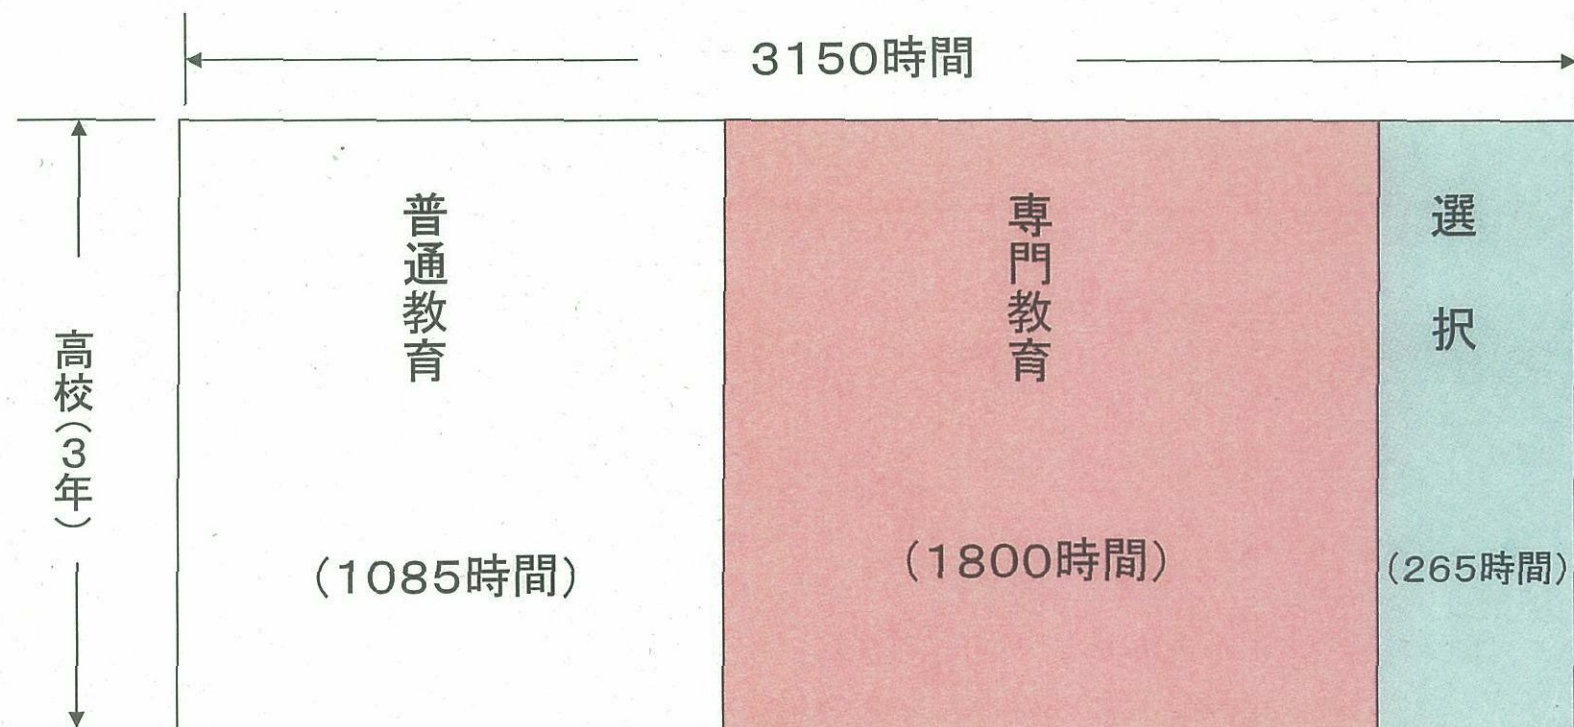 3150時間
普通教育
専門教育
選択
高校(3年)
(1085時間)
(1800時間)
(265時間)